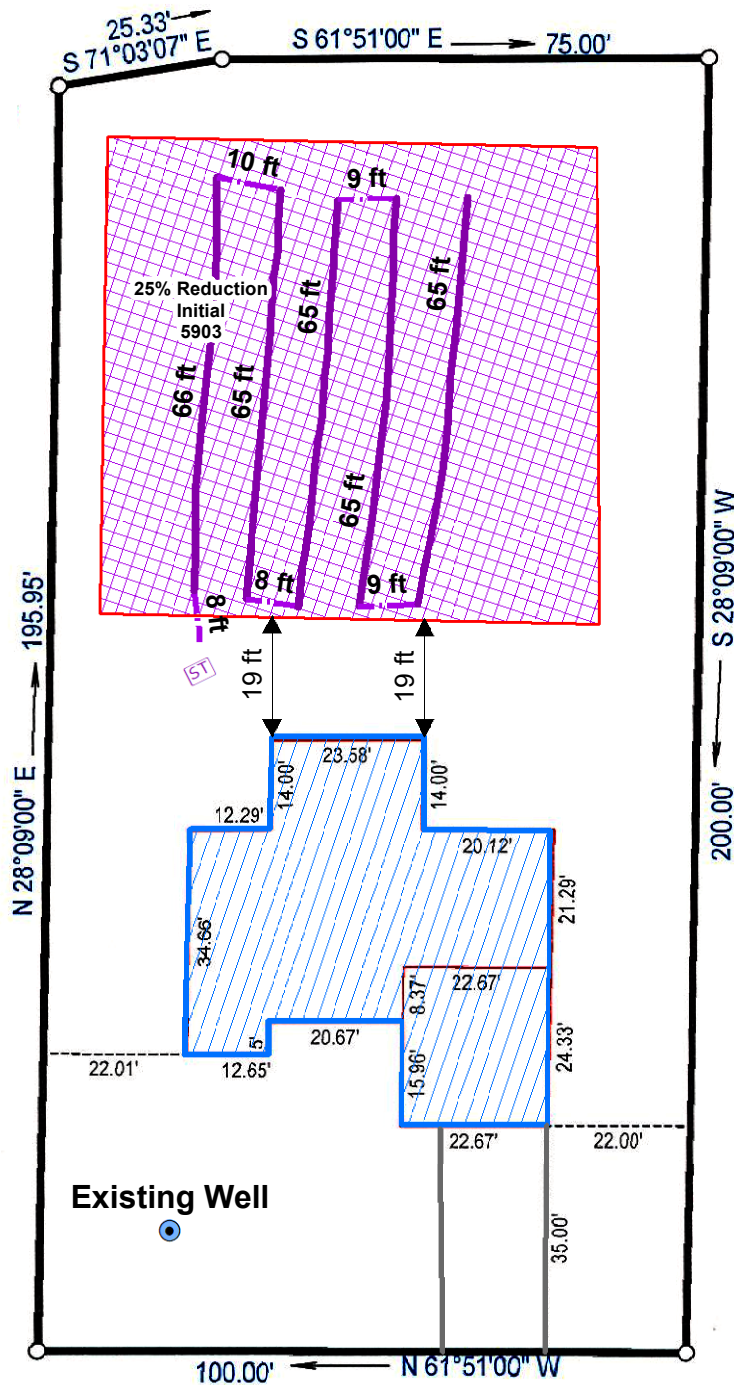 25.33'
S 71°03'07" E
S 61°51'00" E
75.00'
10 ft
9 ft
25% Reduction
Initial
5903
65 ft
65 ft
66 ft
65 ft
65 ft
8 ft
9 ft
8 ft
ST
19 ft
19 ft
195.95'
N 28°09'00" E
S 28°09'00" W
200.00'
23.58'
14.00'
14.00'
12.29'
20.12'
21.29'
34.66'
22.67'
8.37'
20.67'
5'
24.33'
22.01'
12.65'
15.96'
22.67'
22.00'
Existing Well
35.00'
100.00'
N 61°51'00" W